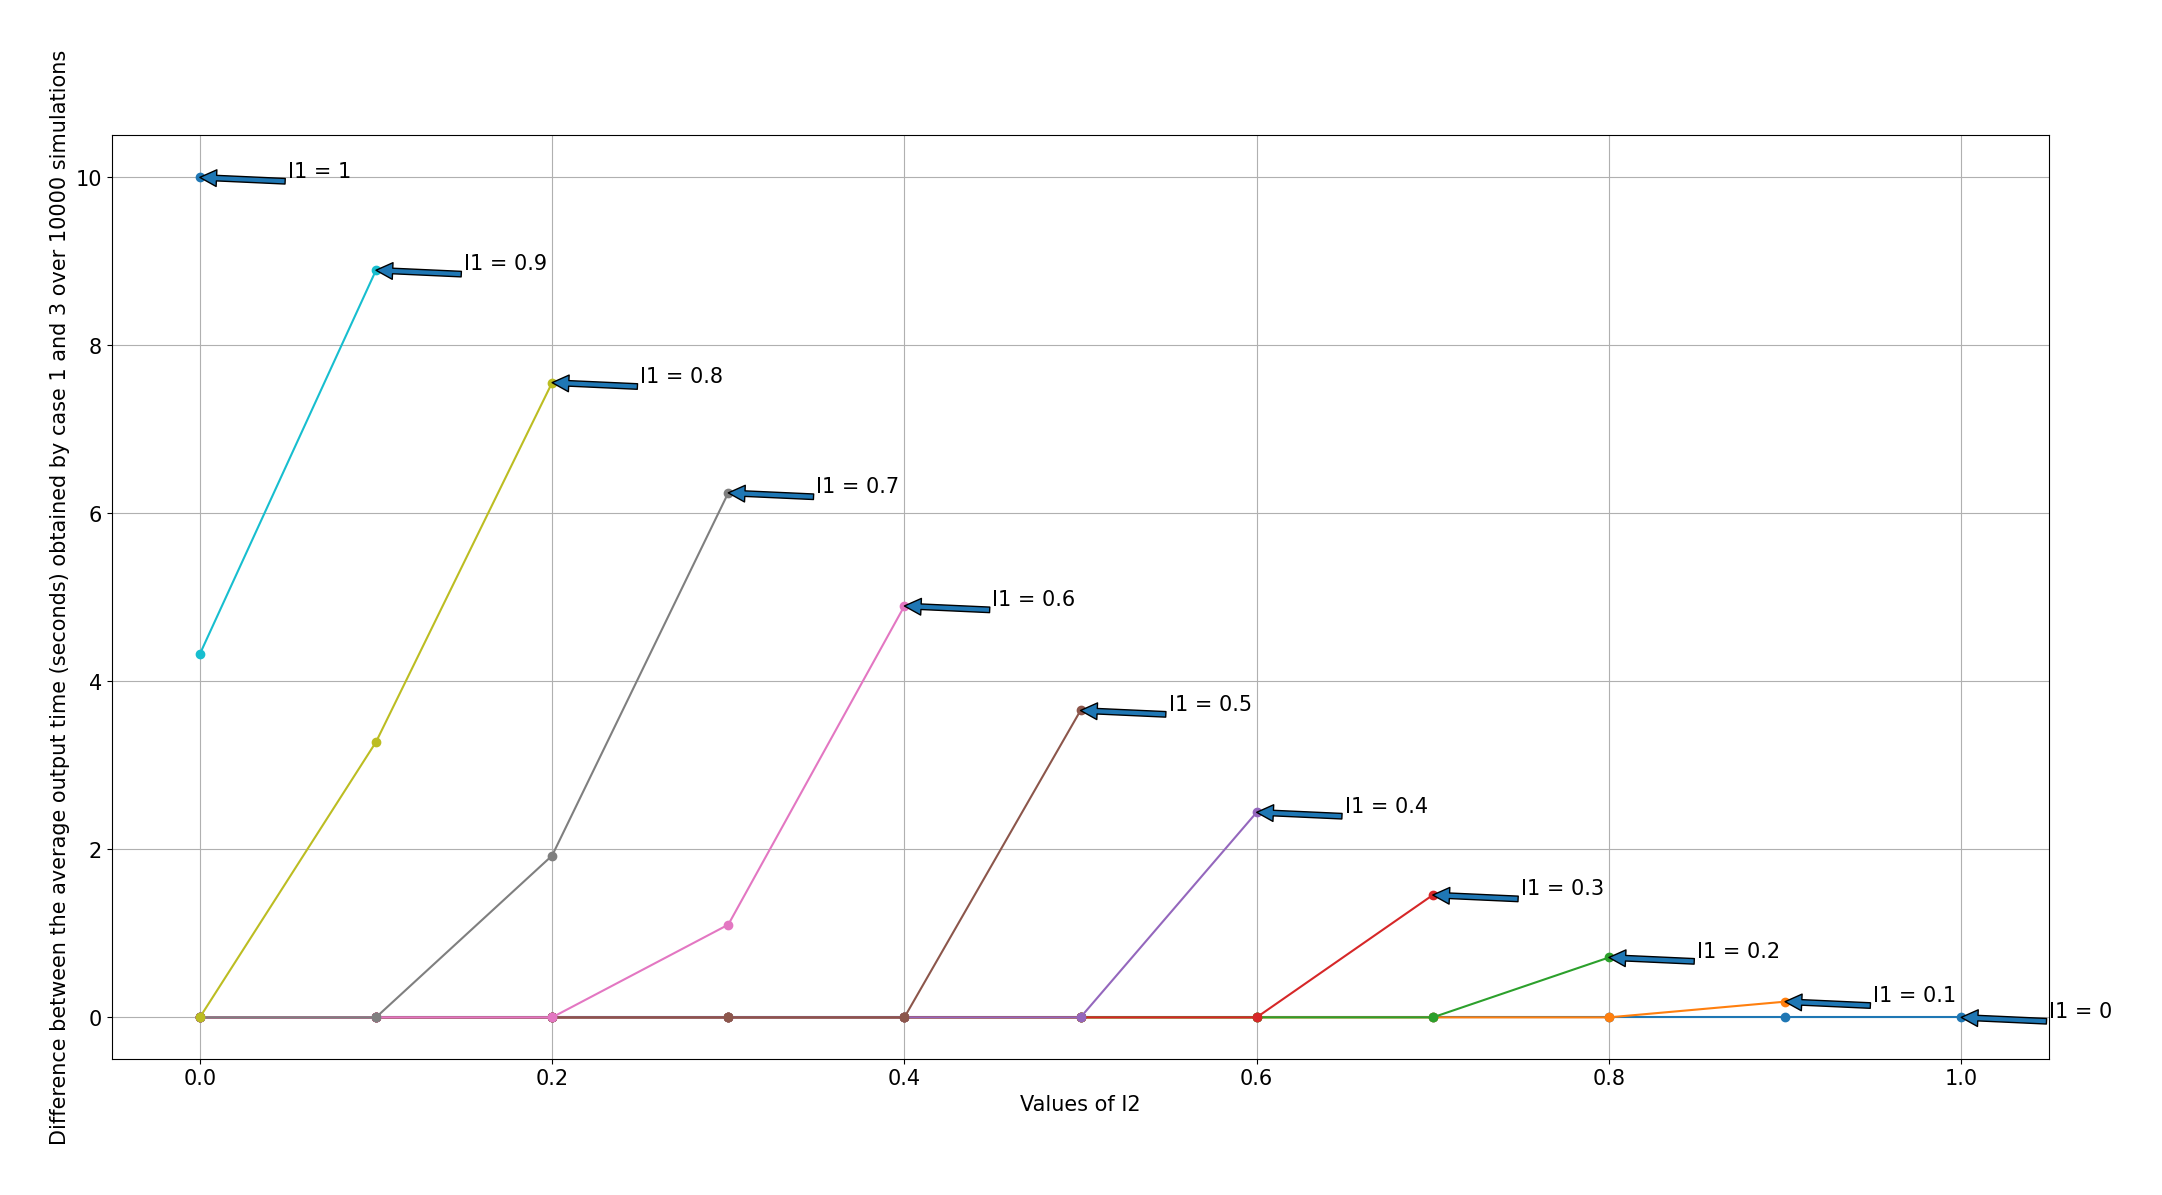 Difference between the average output time (seconds) obtained by case 1 and 3 over 10000 simulations
10
8
6
4
2
0
I1 = 1
I1 = 0.9
I1 = 0.8
I1 = 0.7
I1 = 0.6
I1 = 0.5
I1 = 0.4
I1 = 0.3
I1 = 0.2
I1 = 0.1
I1 = 0
0.0 0.2 0.4 0.6 0.8 1.0
Values of I2